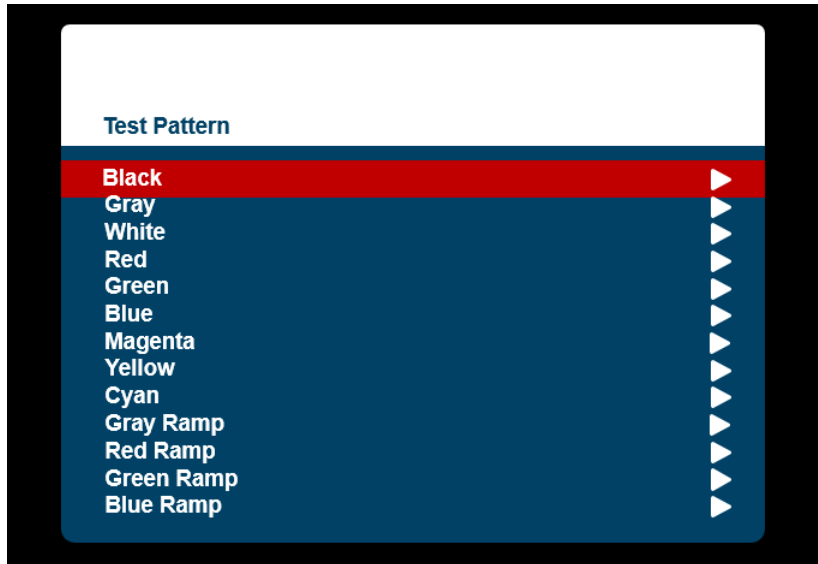 Test Pattern
Black
Gray
White
Red
Green
Blue
Magenta
Yellow
Cyan
Gray Ramp
Red Ramp
Green Ramp
Blue Ramp